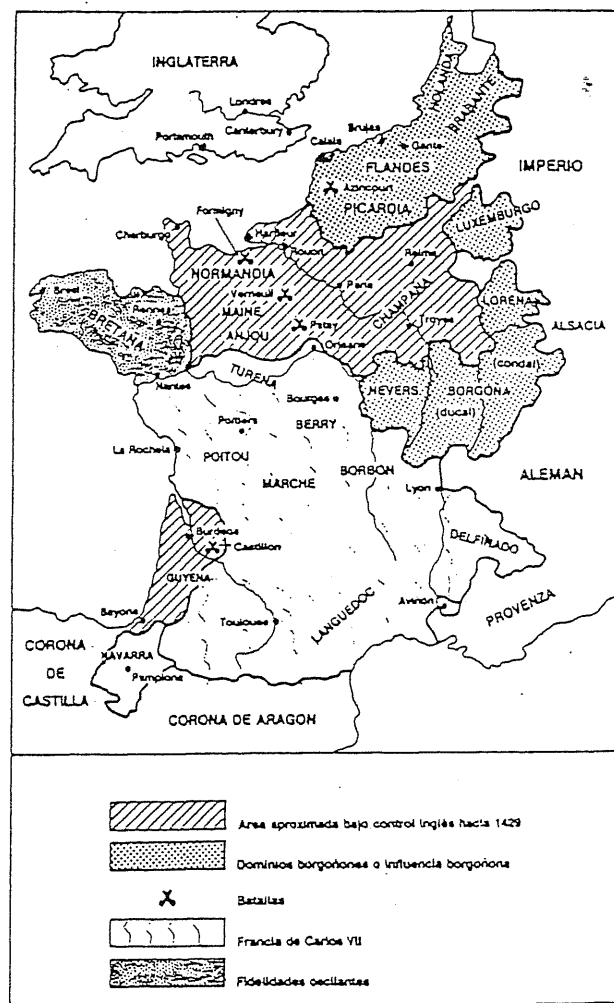 INGLATERRA
Londres
Canterbury
Portsmouth
HOLANDA
BRABANTE
Brujas
Gante
Calais
FLANDES
IMPERIO
Azincourt
PICARDIA
LUXEMBURGO
Formigny
Harfleur
Cherburgo
Rouen
Reims
NORMANDIA
Paris
Verneuil
CHAMPAÑA
LORENA
Brest
MAINE
Rennes
BRETAÑA
Patay
Troyes
ALSACIA
ANJOU
Orleans
(condal)
TURENA
Nantes
NEVERS
BORGOÑA
Bourges
(ducal)
Poitiers
BERRY
La Rochela
POITOU
BORBON
ALEMAN
MARCHE
Lyon
Burdeos
DELFINADO
Castillon
GUYENA
Aviñón
LANGUEDOC
PROVENZA
Bayona
Toulouse
CORONA
DE
CASTILLA
NAVARRA
Pamplona
CORONA DE ARAGON
Area aproximada bajo control inglés hacia 1429
Dominios borgoñones o influencia borgoñona
Batallas
Francia de Carlos VII
Fidelidades oscilantes